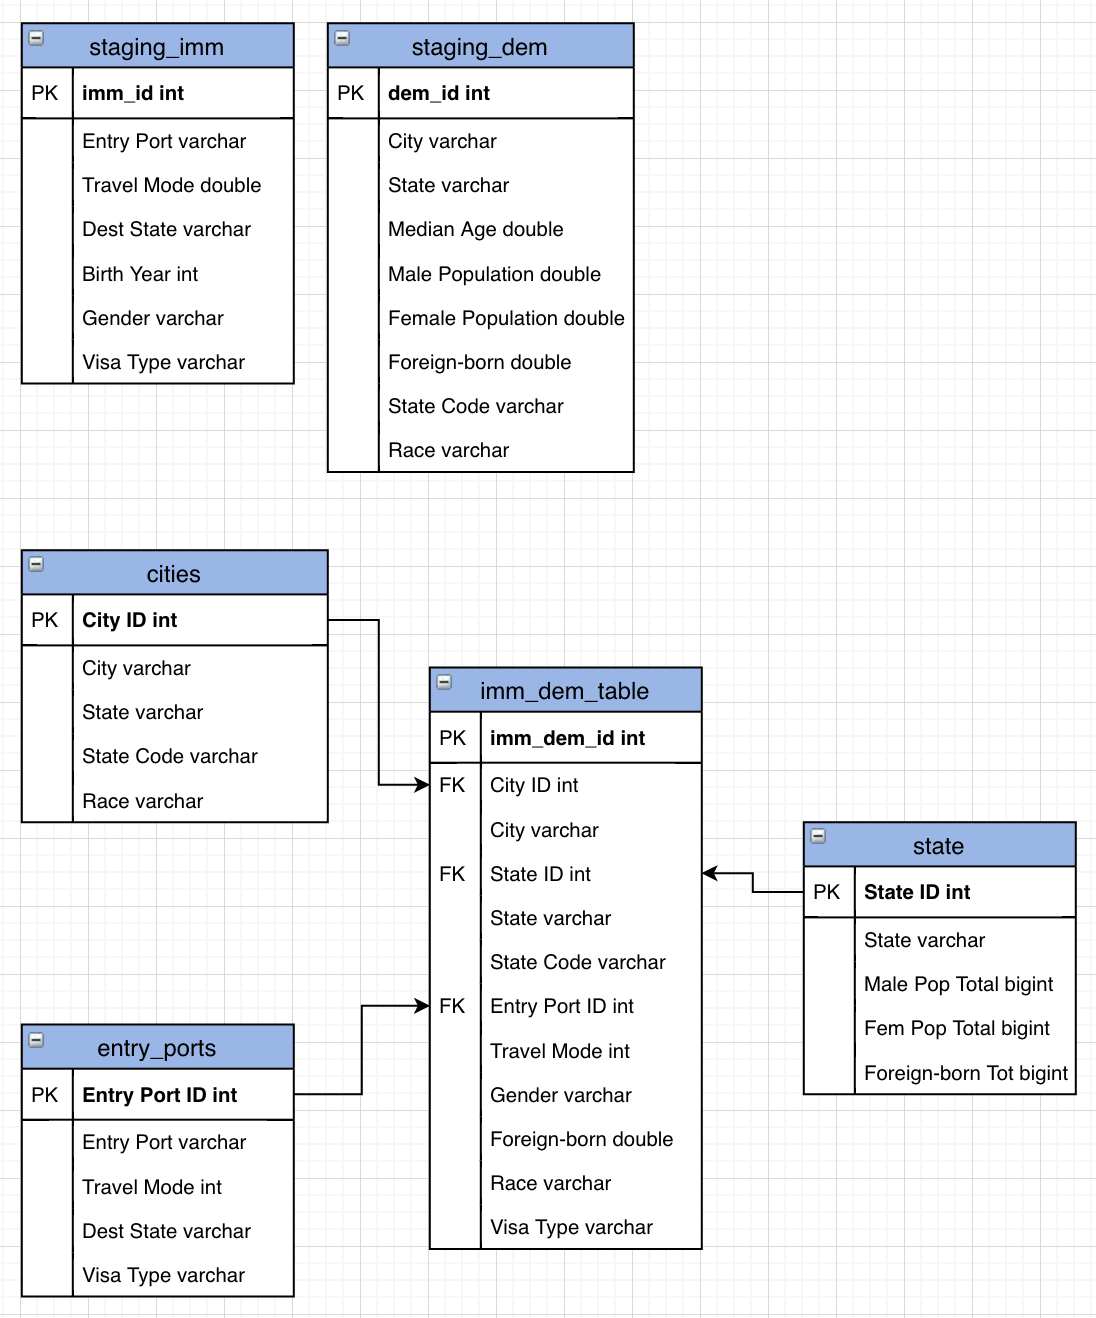 staging_imm
PK imm_id int
Entry Port varchar
Travel Mode double
Dest State varchar
Birth Year int
Gender varchar
Visa Type varchar
staging_dem
PK dem_id int
City varchar
State varchar
Median Age double
Male Population double
Female Population double
Foreign-born double
State Code varchar
Race varchar
cities
PK City ID int
City varchar
State varchar
State Code varchar
Race varchar
imm_dem_table
PK imm_dem_id int
FK City ID int
City varchar
FK State ID int
State varchar
State Code varchar
FK Entry Port ID int
Travel Mode int
Gender varchar
Foreign-born double
Race varchar
Visa Type varchar
state
PK State ID int
State varchar
Male Pop Total bigint
Fem Pop Total bigint
Foreign-born Tot bigint
entry_ports
PK Entry Port ID int
Entry Port varchar
Travel Mode int
Dest State varchar
Visa Type varchar